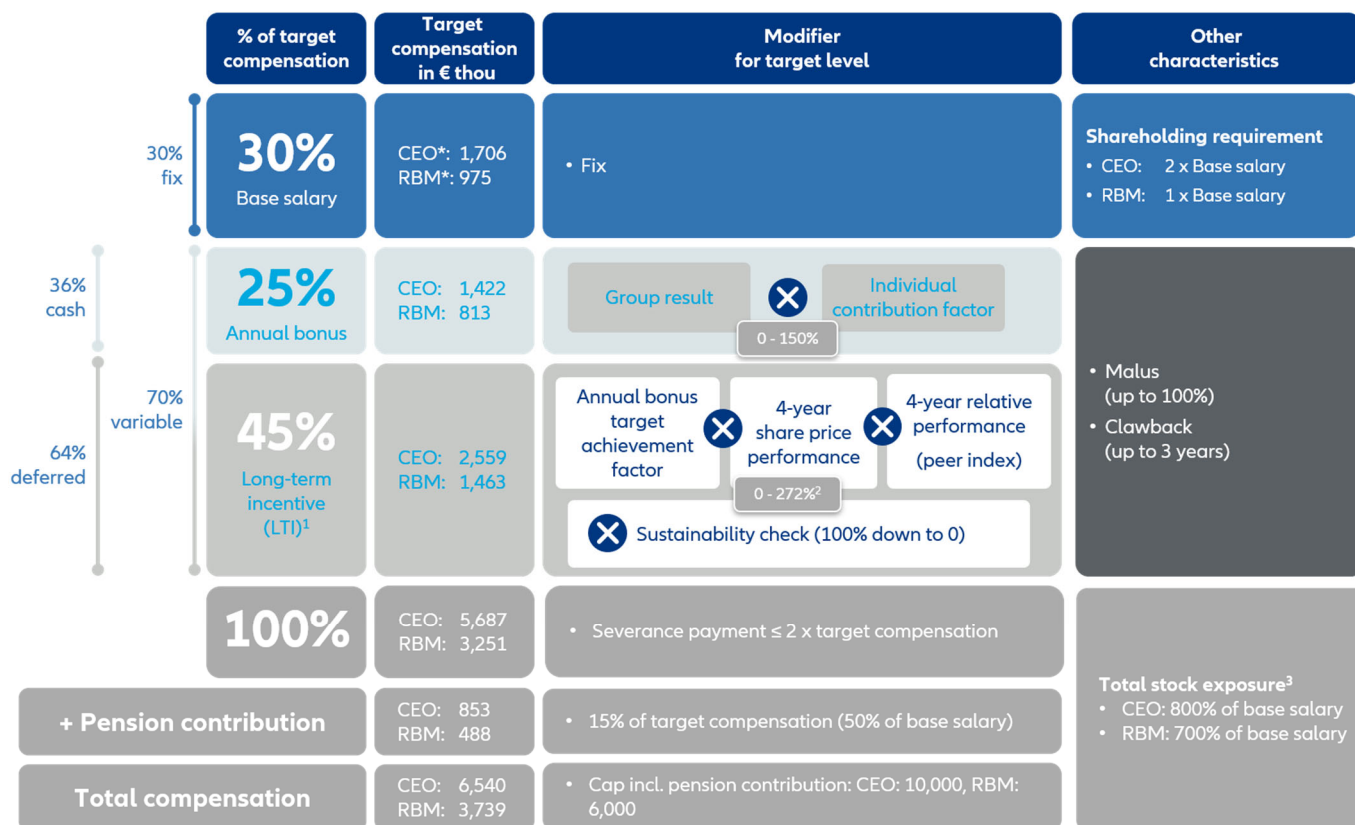 % of target
compensation
Target
compensation
in € thou
Modifier
for target level
Other
characteristics
30%
fix
30%
Base salary
CEO*: 1,706
RBM*: 975
• Fix
Shareholding requirement
• CEO: 2 x Base salary
• RBM: 1 x Base salary
36%
cash
64%
deferred
70%
variable
25%
Annual bonus
CEO: 1,422
RBM: 813
Group result
Individual
contribution factor
0 - 150%
45%
Long-term
incentive
(LTI)¹
CEO: 2,559
RBM: 1,463
Annual bonus
target
achievement
factor
4-year
share price
performance
4-year relative
performance
(peer index)
0 - 272%²
Sustainability check (100% down to 0)
• Malus
(up to 100%)
• Clawback
(up to 3 years)
100%
CEO: 5,687
RBM: 3,251
• Severance payment ≤ 2 x target compensation
+ Pension contribution
CEO: 853
RBM: 488
• 15% of target compensation (50% of base salary)
Total compensation
CEO: 6,540
RBM: 3,739
• Cap incl. pension contribution: CEO: 10,000, RBM:
6,000
Total stock exposure³
• CEO: 800% of base salary
• RBM: 700% of base salary